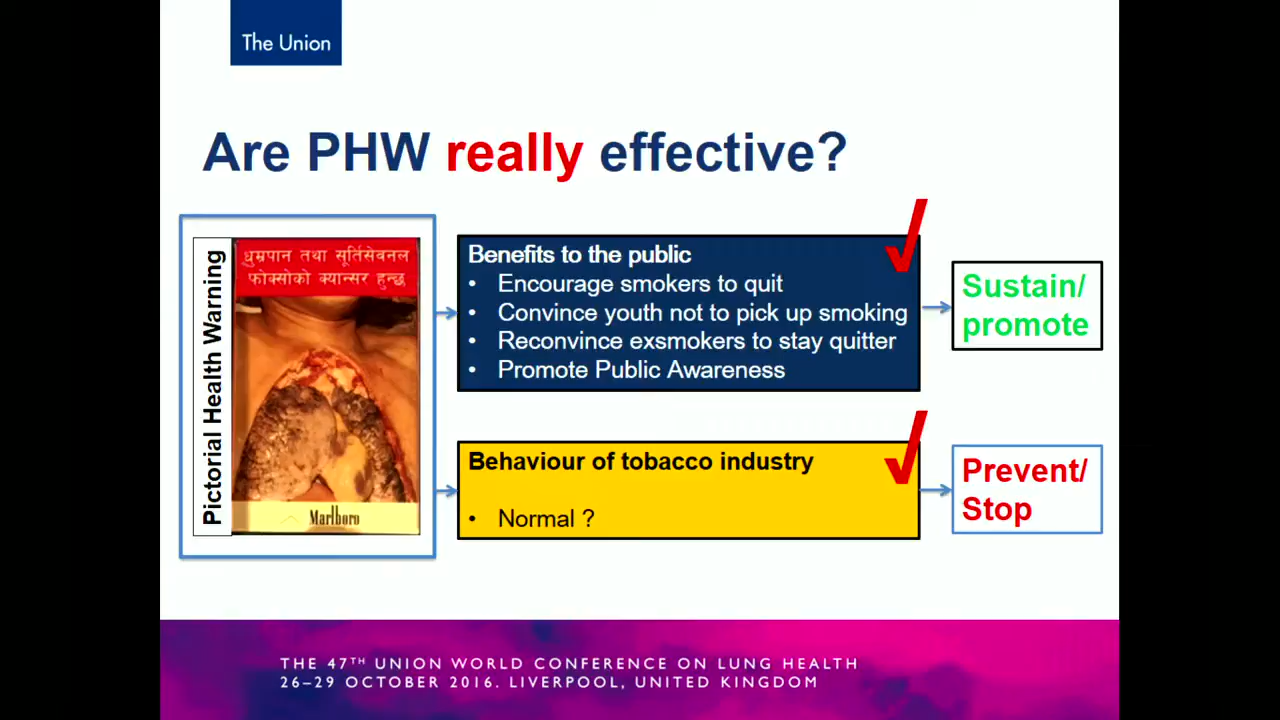 The Union
Are PHW really effective?
Pictorial Health Warning
धुम्रपान तथा सूर्तिसेवनले
फोक्सोको क्यान्सर हुन्छ
Marlboro
Benefits to the public
• Encourage smokers to quit
• Convince youth not to pick up smoking
• Reconvince exsmokers to stay quitter
• Promote Public Awareness
Sustain/
promote
Behaviour of tobacco industry
• Normal ?
Prevent/
Stop
THE 47TH UNION WORLD CONFERENCE ON LUNG HEALTH
26–29 OCTOBER 2016. LIVERPOOL, UNITED KINGDOM